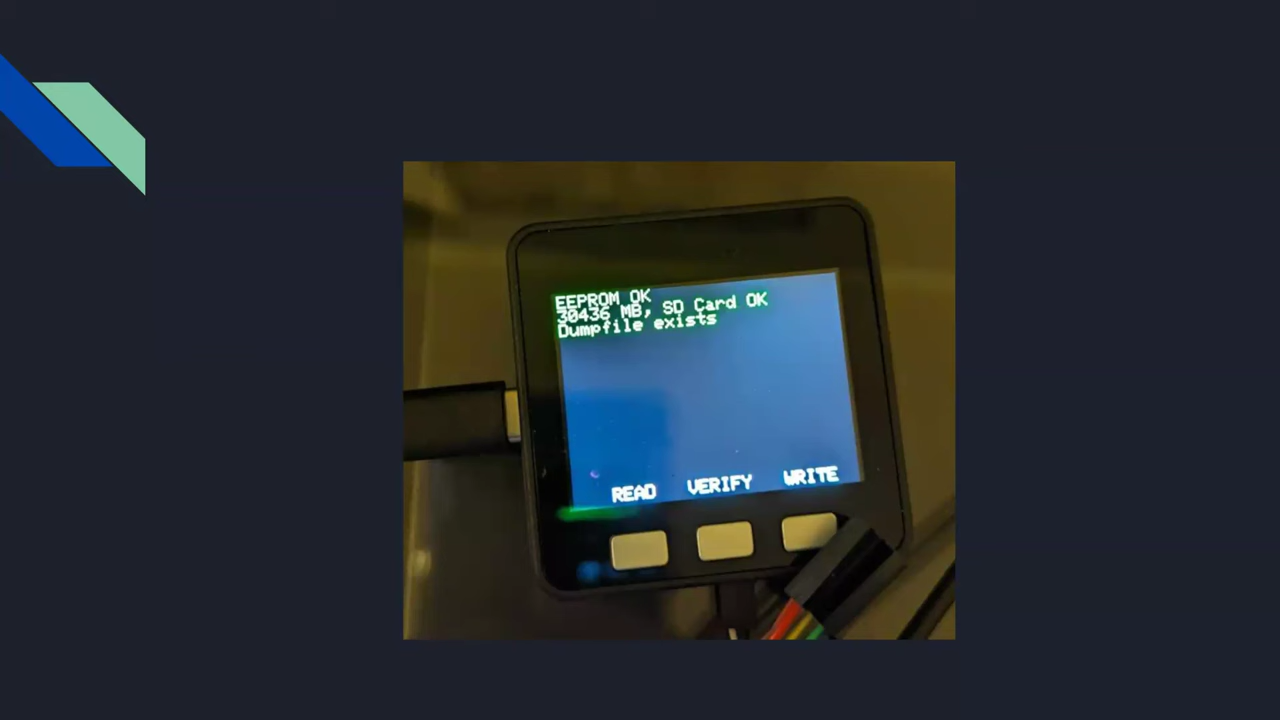 EEPROM OK
30436 MB, SD Card OK
Dumpfile exists
READ VERIFY WRITE